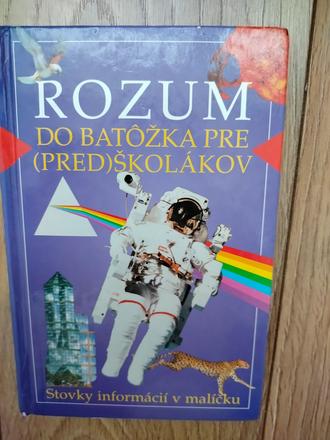 ROZUM
DO BATÔŽKA PRE
(PRED)ŠKOLÁKOV
Stovky informácií v malíčku